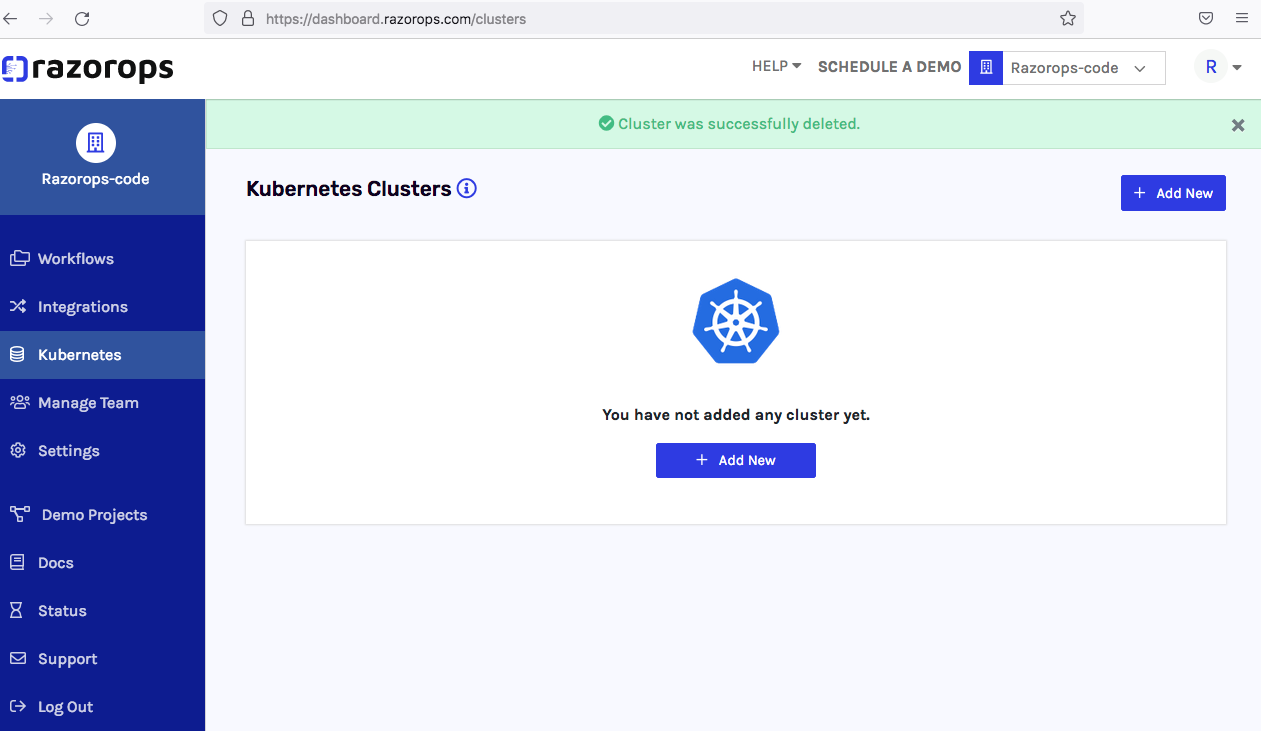 https://dashboard.razorops.com/clusters
razorops
HELP
SCHEDULE A DEMO
Razorops-code
R
Razorops-code
Cluster was successfully deleted.
Kubernetes Clusters
+ Add New
Workflows
Integrations
Kubernetes
Manage Team
Settings
Demo Projects
Docs
Status
Support
Log Out
You have not added any cluster yet.
+ Add New